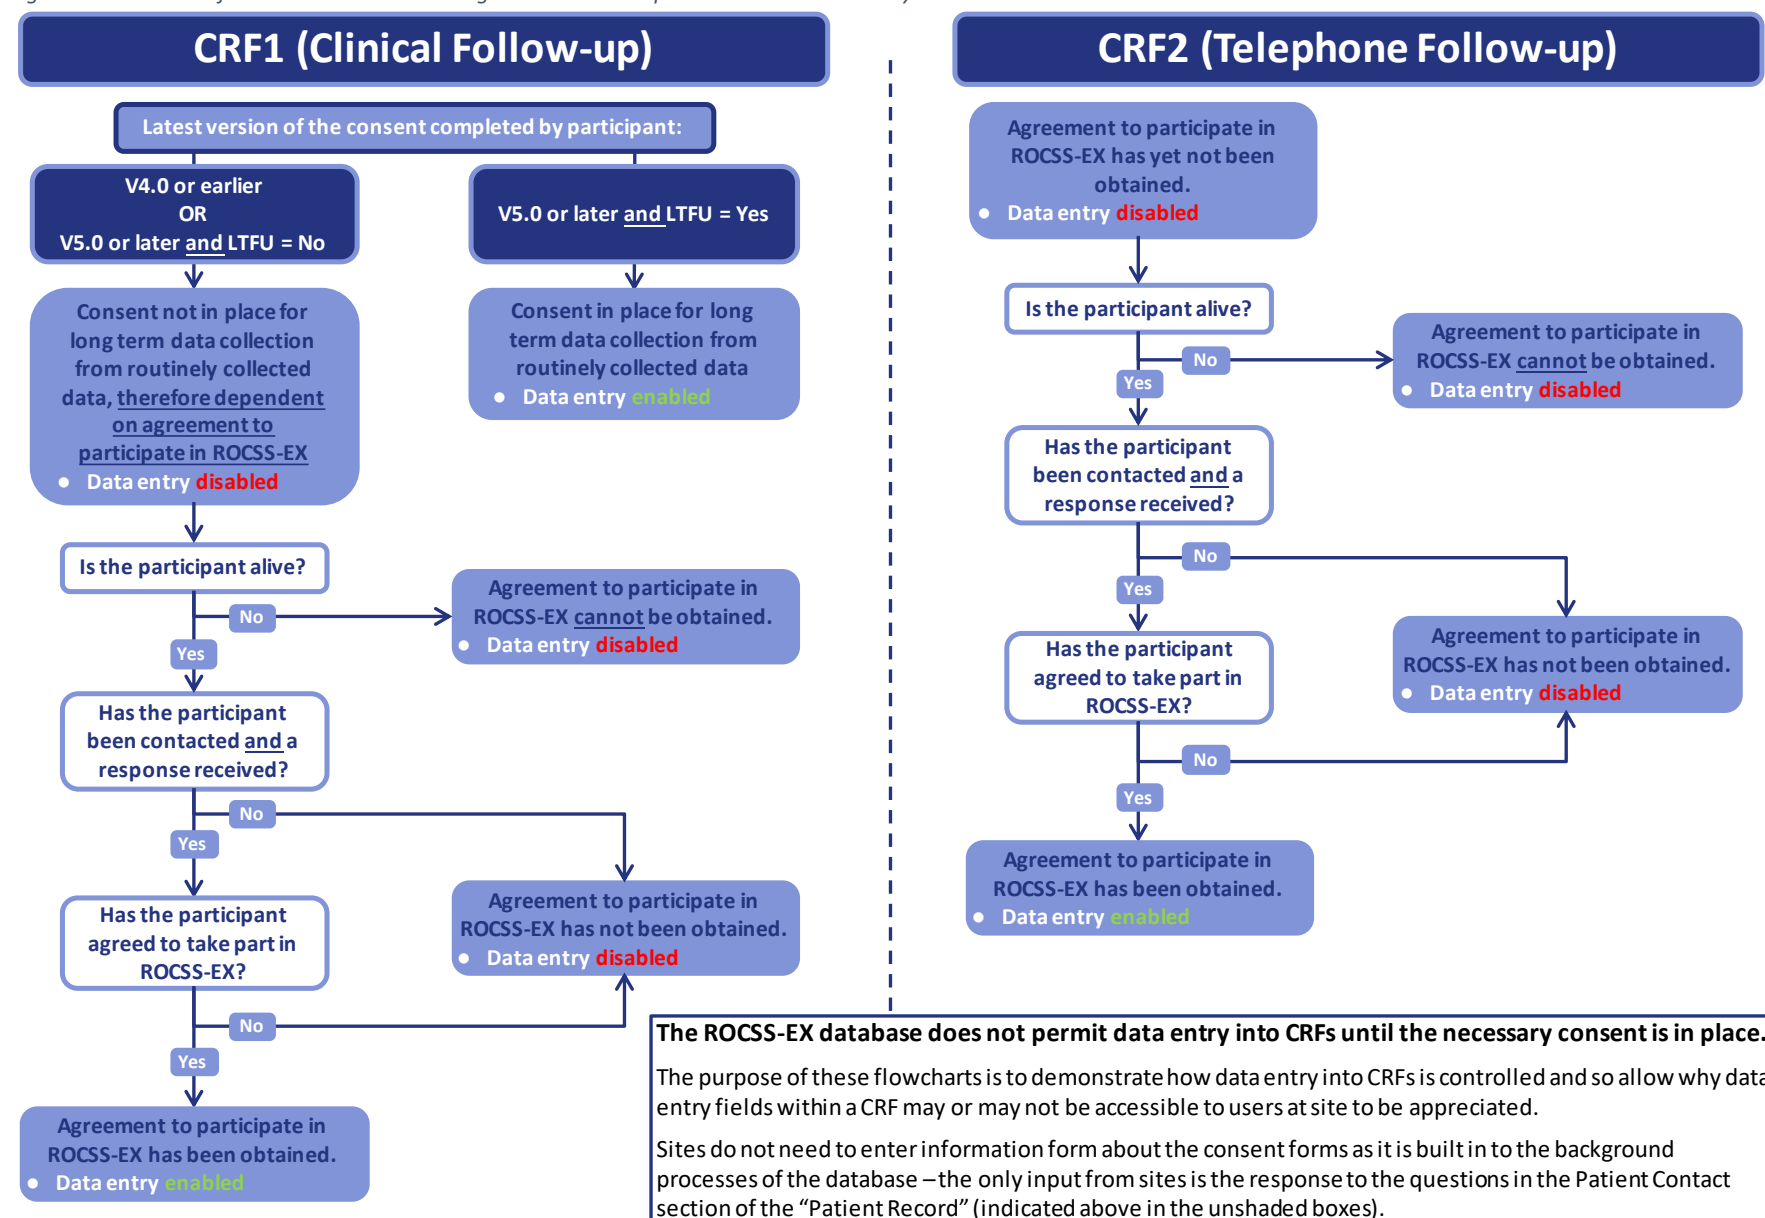 CRF1 (Clinical Follow-up)
Latest version of the consent completed by participant:
V4.0 or earlier
OR
V5.0 or later and LTFU = No
V5.0 or later and LTFU = Yes
Consent not in place for
long term data collection
from routinely collected
data, therefore dependent
on agreement to
participate in ROCSS-EX
● Data entry disabled
Consent in place for long
term data collection from
routinely collected data
● Data entry enabled
Is the participant alive?
No
Agreement to participate in
ROCSS-EX cannot be obtained.
● Data entry disabled
Yes
Has the participant
been contacted and a
response received?
No
Yes
Has the participant
agreed to take part in
ROCSS-EX?
Agreement to participate in
ROCSS-EX has not been obtained.
● Data entry disabled
No
Yes
Agreement to participate in
ROCSS-EX has been obtained.
● Data entry enabled
CRF2 (Telephone Follow-up)
Agreement to participate in
ROCSS-EX has yet not been
obtained.
● Data entry disabled
Is the participant alive?
No
Agreement to participate in
ROCSS-EX cannot be obtained.
● Data entry disabled
Yes
Has the participant
been contacted and a
response received?
No
Yes
Has the participant
agreed to take part in
ROCSS-EX?
Agreement to participate in
ROCSS-EX has not been obtained.
● Data entry disabled
No
Yes
Agreement to participate in
ROCSS-EX has been obtained.
● Data entry enabled
The ROCSS-EX database does not permit data entry into CRFs until the necessary consent is in place.
The purpose of these flowcharts is to demonstrate how data entry into CRFs is controlled and so allow why data
entry fields within a CRF may or may not be accessible to users at site to be appreciated.
Sites do not need to enter information form about the consent forms as it is built in to the background
processes of the database – the only input from sites is the response to the questions in the Patient Contact
section of the “Patient Record” (indicated above in the unshaded boxes).